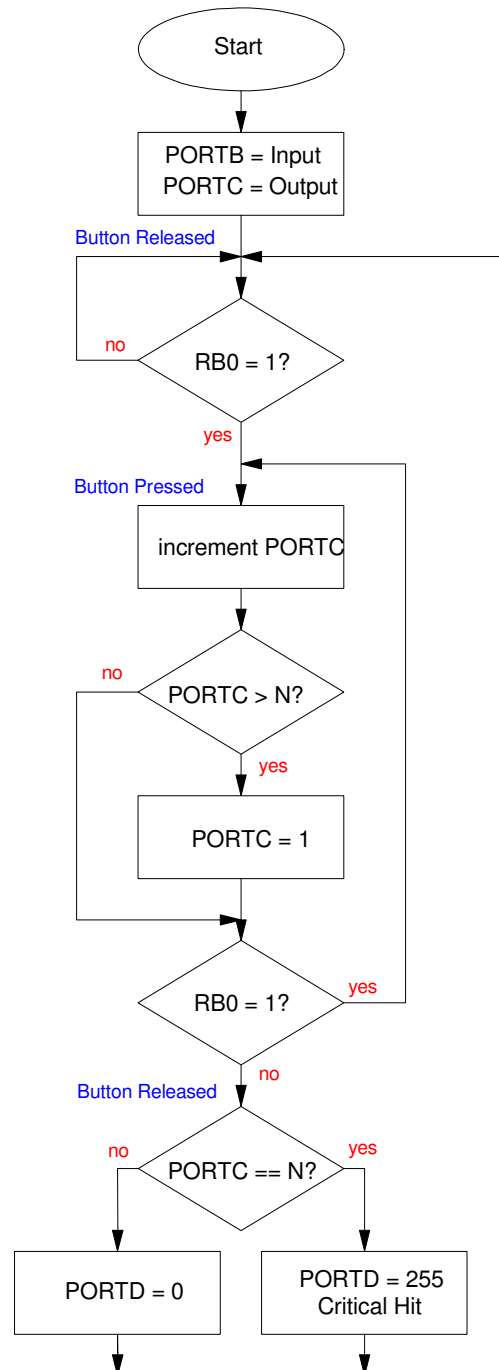 Start
PORTB = Input
PORTC = Output
Button Released
no
RB0 = 1?
yes
Button Pressed
increment PORTC
no
PORTC > N?
yes
PORTC = 1
RB0 = 1?
yes
no
Button Released
no
yes
PORTC == N?
PORTD = 0
PORTD = 255
Critical Hit